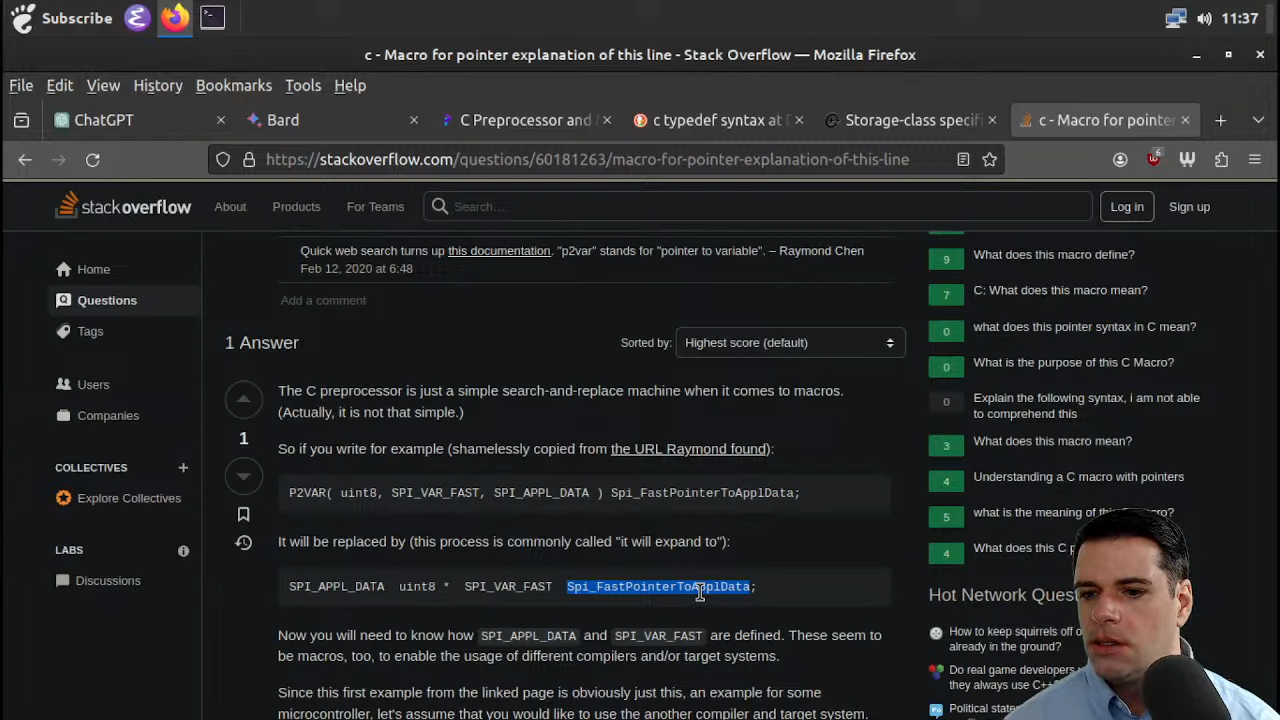 Subscribe
11:37
c - Macro for pointer explanation of this line - Stack Overflow — Mozilla Firefox
File Edit View History Bookmarks Tools Help
ChatGPT
Bard
C Preprocessor and
c typedef syntax at
Storage-class specifi
c - Macro for pointe
https://stackoverflow.com/questions/60181263/macro-for-pointer-explanation-of-this-line
6
stackoverflow
About
Products
For Teams
Search...
Log in
Sign up
Home
Questions
Tags
Users
Companies
COLLECTIVES
Explore Collectives
LABS
Discussions
Quick web search turns up this documentation. "p2var" stands for "pointer to variable". – Raymond Chen
Feb 12, 2020 at 6:48
Add a comment
1 Answer
Sorted by:
Highest score (default)
1
The C preprocessor is just a simple search-and-replace machine when it comes to macros.
(Actually, it is not that simple.)
So if you write for example (shamelessly copied from the URL Raymond found):
P2VAR( uint8, SPI_VAR_FAST, SPI_APPL_DATA ) Spi_FastPointerToApplData;
It will be replaced by (this process is commonly called "it will expand to"):
SPI_APPL_DATA uint8 * SPI_VAR_FAST Spi_FastPointerToApplData;
Now you will need to know how SPI_APPL_DATA and SPI_VAR_FAST are defined. These seem to
be macros, too, to enable the usage of different compilers and/or target systems.
Since this first example from the linked page is obviously just this, an example for some
microcontroller, let's assume that you would like to use the another compiler and target system.
9 What does this macro define?
7 C: What does this macro mean?
0 what does this pointer syntax in C mean?
0 What is the purpose of this C Macro?
0 Explain the following syntax, i am not able
to comprehend this
3 What does this macro mean?
4 Understanding a C macro with pointers
5 what is the meaning of this macro?
4 What does this C
Hot Network Quest
How to keep squirrels off o
already in the ground?
Do real game developers
they always use C++
Political state